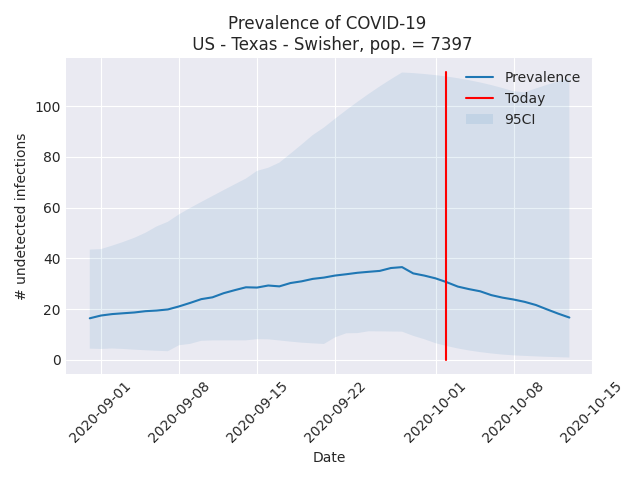 Prevalence of COVID-19
US - Texas - Swisher, pop. = 7397
# undetected infections
100
80
60
40
20
0
Prevalence
Today
95CI
2020-09-01
2020-09-08
2020-09-15
2020-09-22
2020-10-01
2020-10-08
2020-10-15
Date